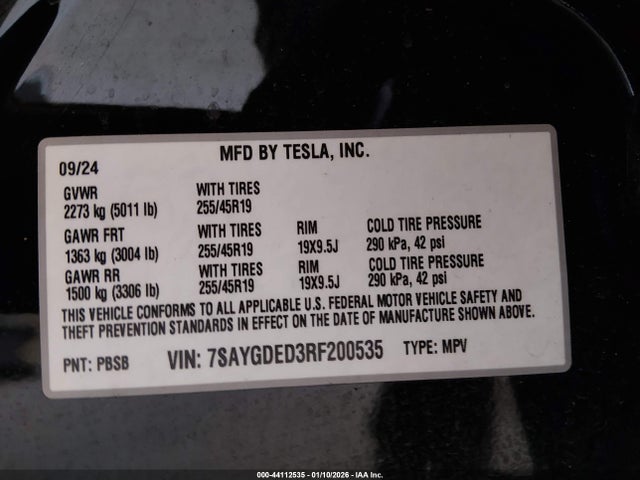 MFD BY TESLA, INC.
09/24
GVWR WITH TIRES
2273 kg (5011 lb) 255/45R19
GAWR FRT WITH TIRES RIM COLD TIRE PRESSURE
1363 kg (3004 lb) 255/45R19 19X9.5J 290 kPa, 42 psi
GAWR RR WITH TIRES RIM COLD TIRE PRESSURE
1500 kg (3306 lb) 255/45R19 19X9.5J 290 kPa, 42 psi
THIS VEHICLE CONFORMS TO ALL APPLICABLE U.S. FEDERAL MOTOR VEHICLE SAFETY AND
THEFT PREVENTION STANDARDS IN EFFECT ON THE DATE OF MANUFACTURE SHOWN ABOVE.
PNT: PBSB VIN: 7SAYGDED3RF200535 TYPE: MPV
000-44112535 - 01/10/2026 - IAA Inc.